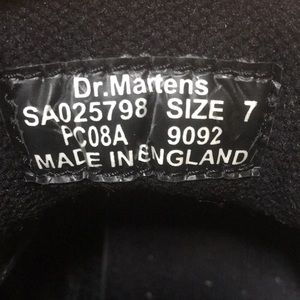 Dr.Martens
SA025798 SIZE 7
PC08A 9092
MADE IN ENGLAND